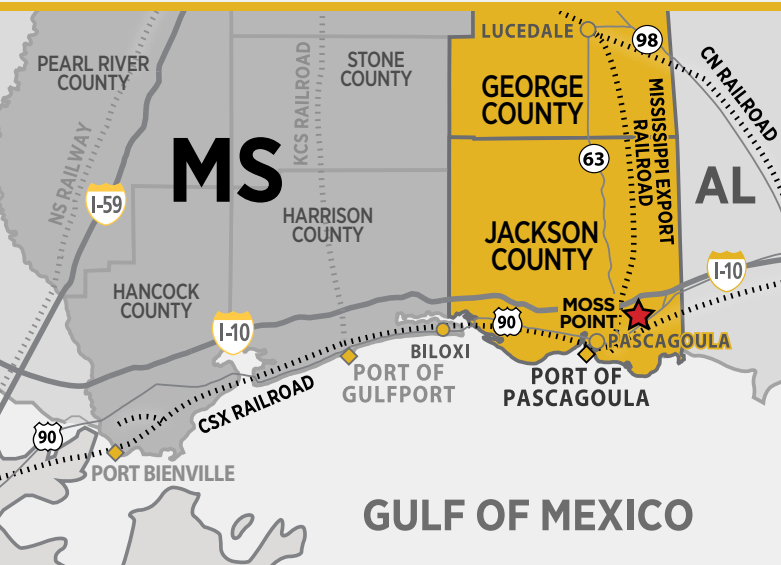 LUCEDALE
98
PEARL RIVER
COUNTY
STONE
COUNTY
KCS RAILROAD
GEORGE
COUNTY
MISSISSIPPI EXPORT
RAILROAD
CN RAILROAD
NS RAILWAY
MS
63
AL
I-59
HARRISON
COUNTY
JACKSON
COUNTY
I-10
HANCOCK
COUNTY
I-10
MOSS
POINT
90
PASCAGOULA
BILOXI
PORT OF
GULFPORT
PORT OF
PASCAGOULA
CSX RAILROAD
90
PORT BIENVILLE
GULF OF MEXICO